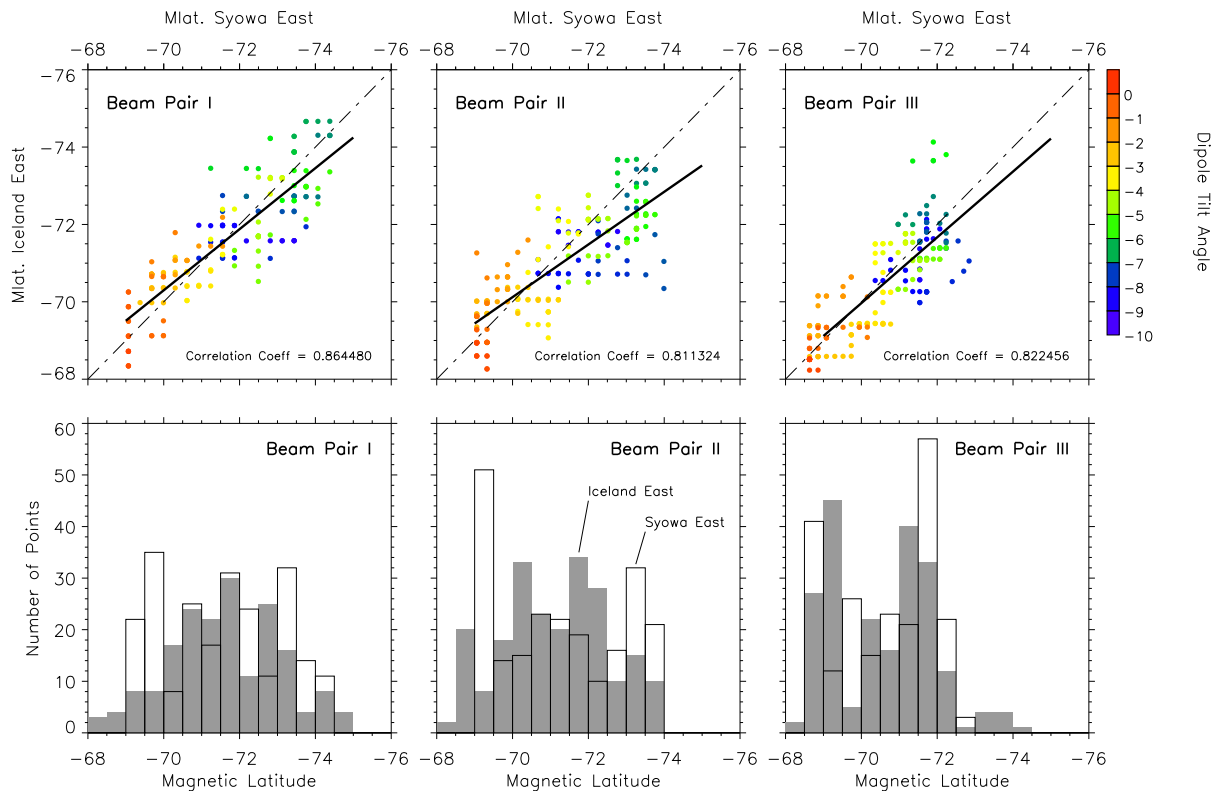 Mlat. Syowa East
Mlat. Syowa East
Mlat. Syowa East
−68 −70 −72 −74 −76
−68 −70 −72 −74 −76
−68 −70 −72 −74 −76
−76
−74
−72
−70
−68
Mlat. Iceland East
Beam Pair I
Correlation Coeff = 0.864480
Beam Pair II
Correlation Coeff = 0.811324
Beam Pair III
Correlation Coeff = 0.822456
0
−1
−2
−3
−4
−5
−6
−7
−8
−9
−10
Dipole Tilt Angle
60
50
40
30
20
10
0
Number of Points
Beam Pair I
Beam Pair II
Iceland East
Syowa East
Beam Pair III
−68 −70 −72 −74 −76
−68 −70 −72 −74 −76
−68 −70 −72 −74 −76
Magnetic Latitude
Magnetic Latitude
Magnetic Latitude